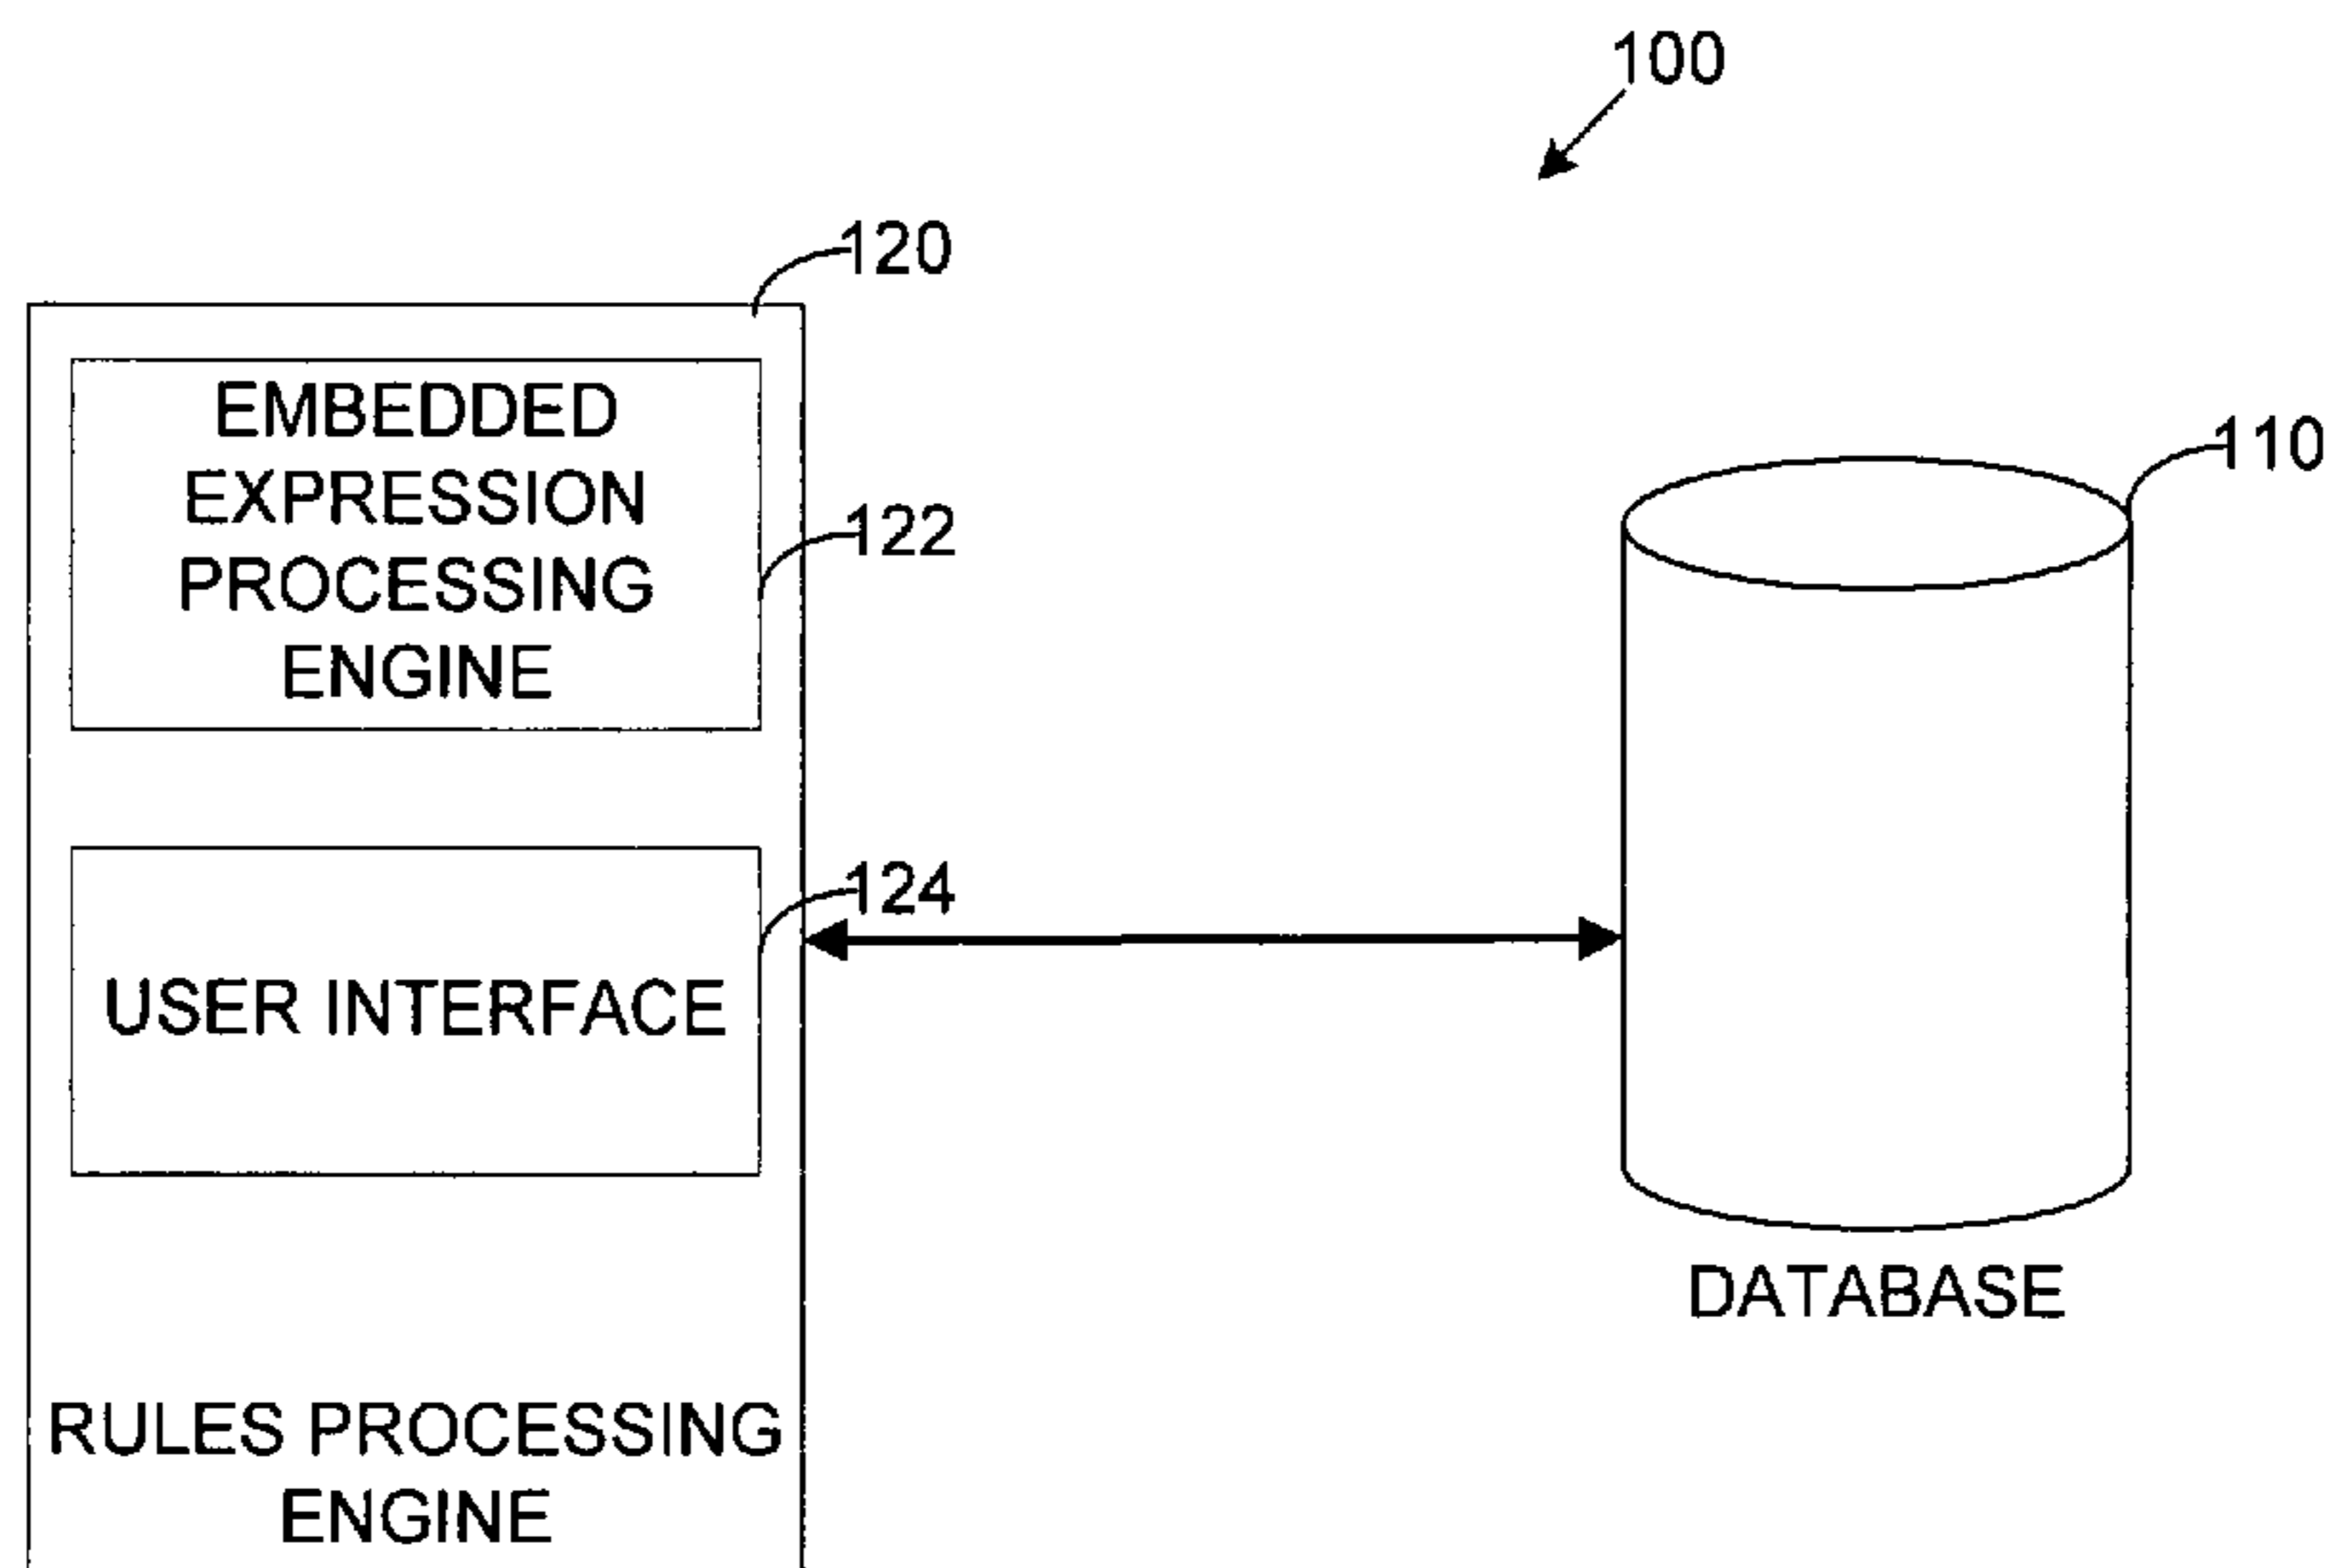 100
120
EMBEDDED
EXPRESSION
PROCESSING
ENGINE
122
110
124
USER INTERFACE
DATABASE
RULES PROCESSING
ENGINE